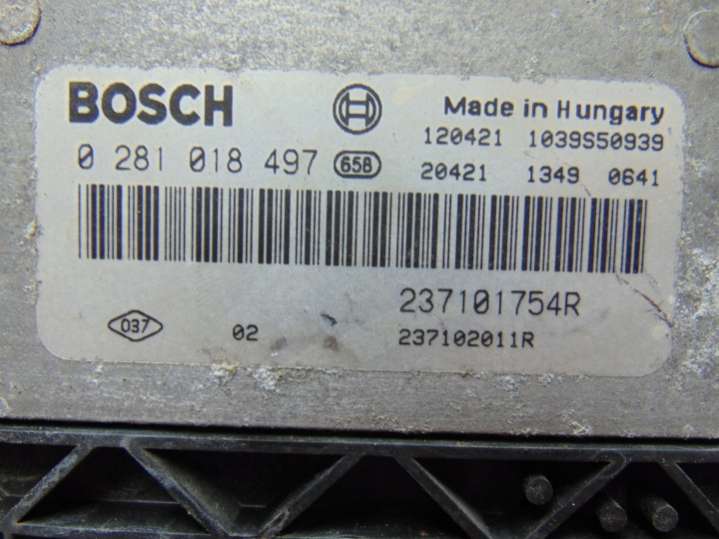 BOSCH Made in Hungary
120421 1039S50939
0 281 018 497 658 20421 1349 0641
237101754R
037 02 237102011R